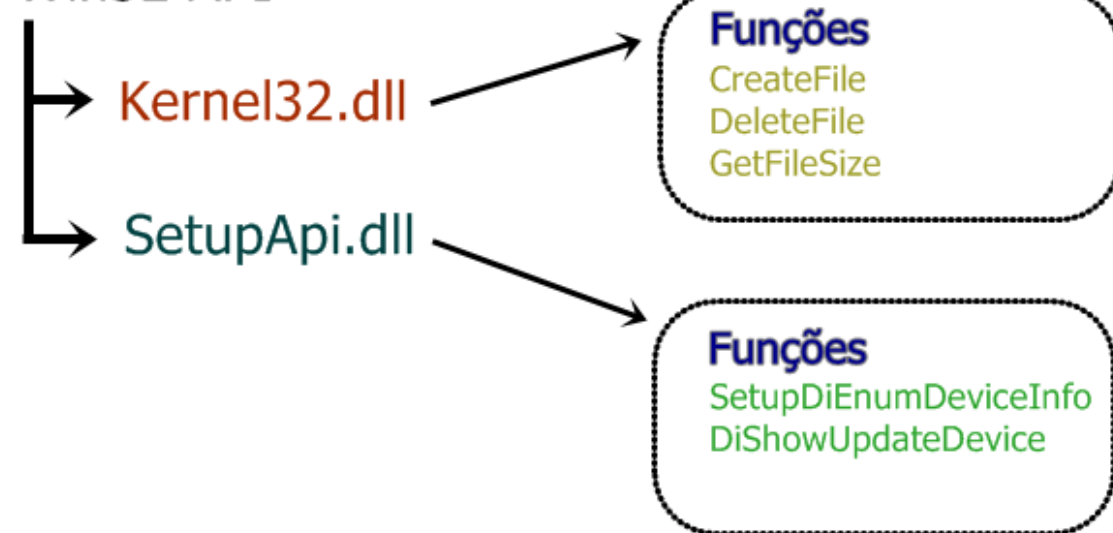 Kernel32.dll
Funções
CreateFile
DeleteFile
GetFileSize
SetupApi.dll
Funções
SetupDiEnumDeviceInfo
DiShowUpdateDevice